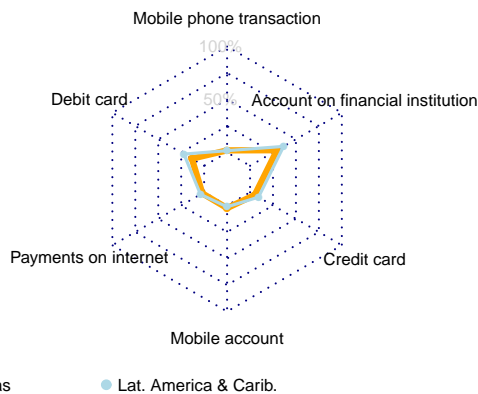 Mobile phone transaction
100%
Debit card
50%
Account on financial institution
Payments on internet
Credit card
Mobile account
Lat. America & Carib.